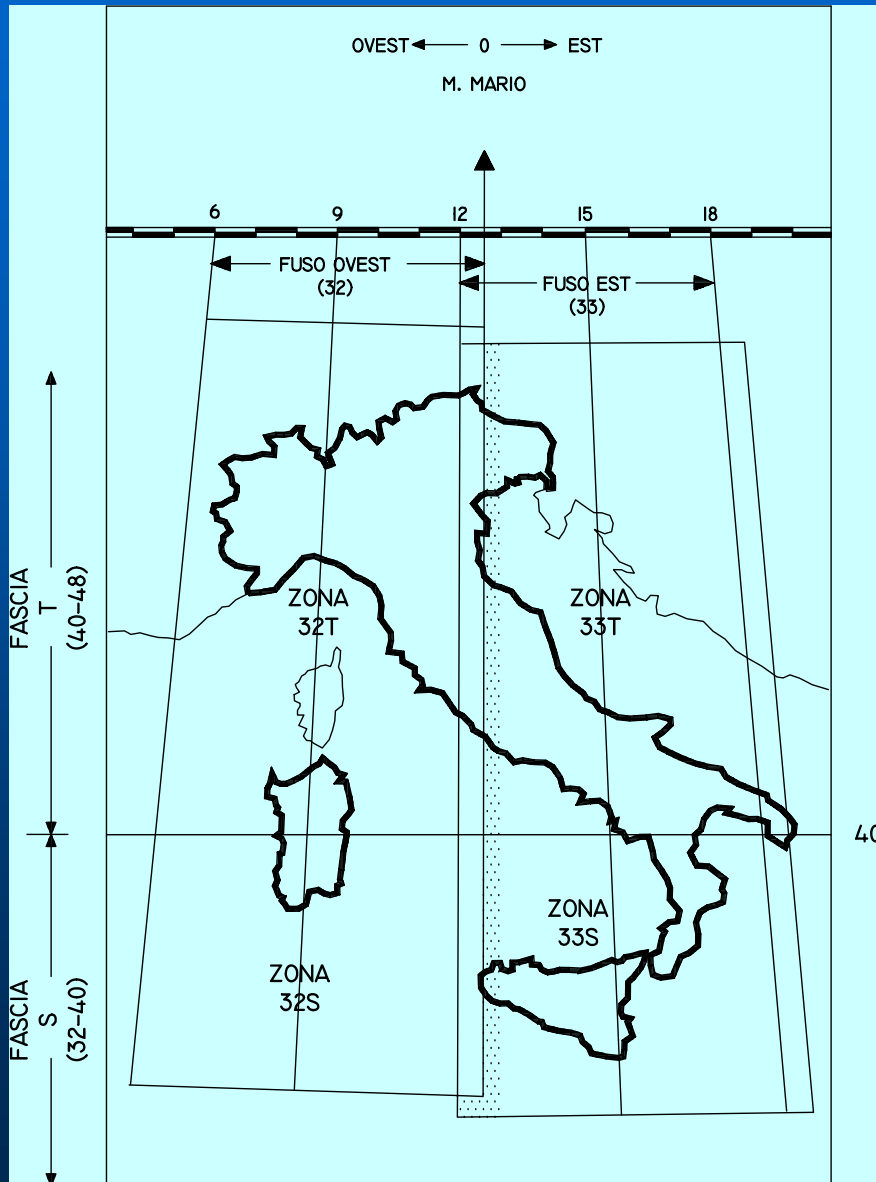 OVEST 0 EST
M. MARIO
6 9 12 15 18
FUSO OVEST
(32)
FUSO EST
(33)
FASCIA
T
(40-48)
ZONA
32T
ZONA
33T
40
ZONA
33S
ZONA
32S
FASCIA
S
(32-40)